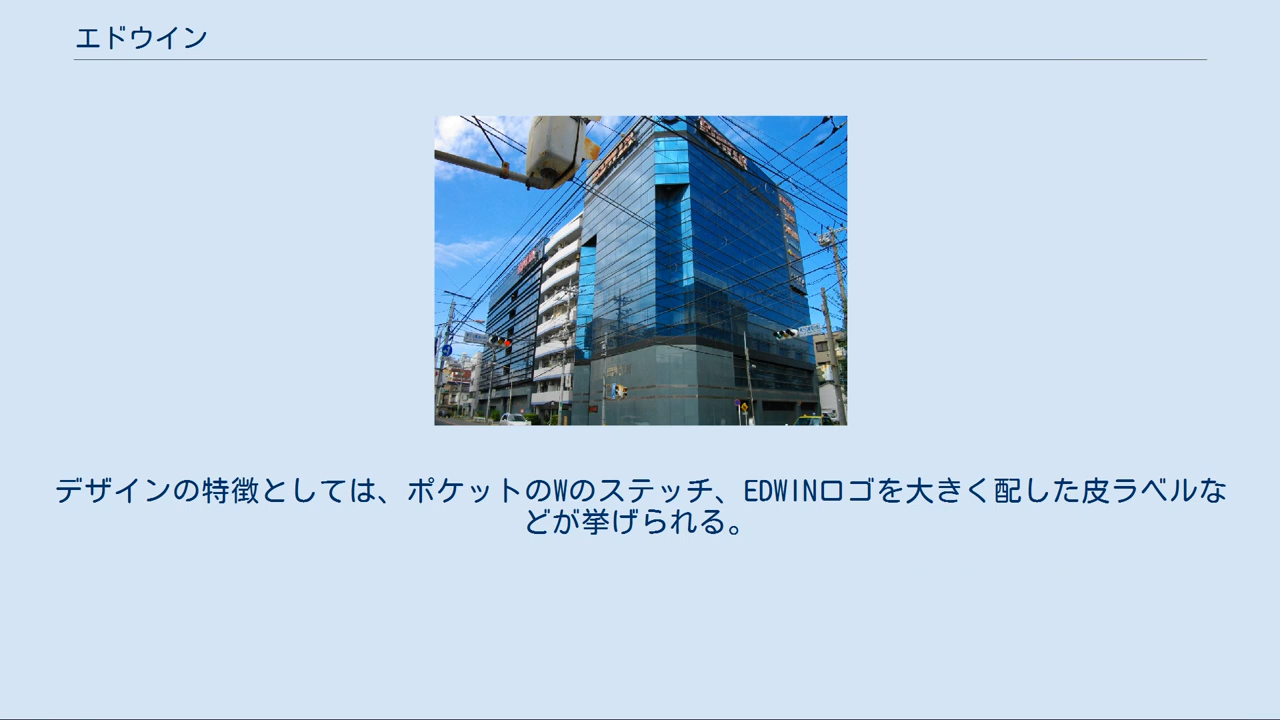 エドウイン
デザインの特徴としては、ポケットのWのステッチ、EDWINロゴを大きく配した皮ラベルな
どが挙げられる。